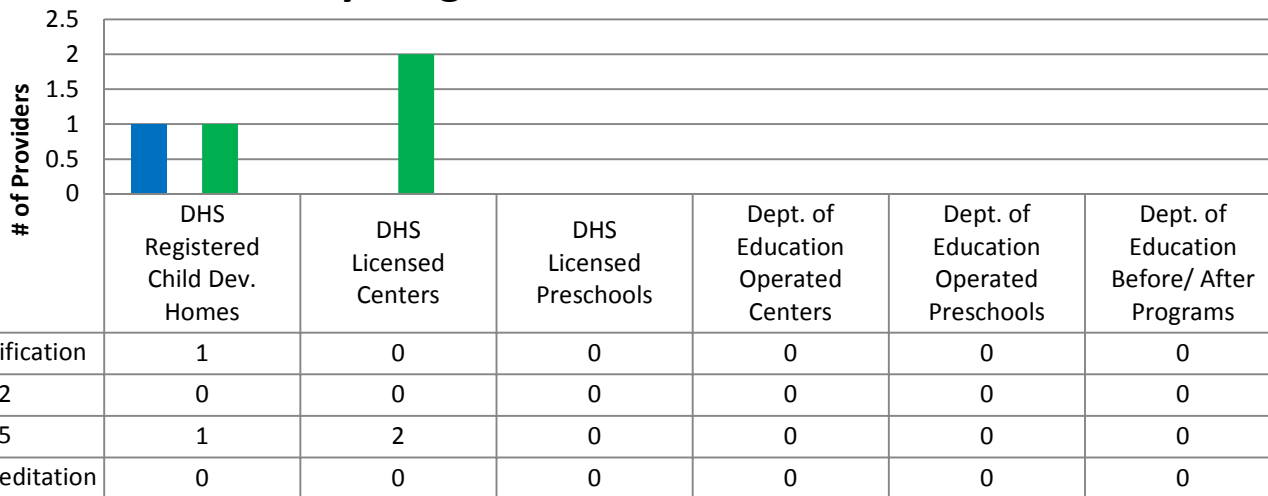 2.5
2
1.5
1
0.5
0
# of Providers
DHS Registered Child Dev. Homes
DHS Licensed Centers
DHS Licensed Preschools
Dept. of Education Operated Centers
Dept. of Education Operated Preschools
Dept. of Education Before/ After Programs
ification 1 0 0 0 0 0
2 0 0 0 0 0 0
5 1 2 0 0 0 0
editation 0 0 0 0 0 0